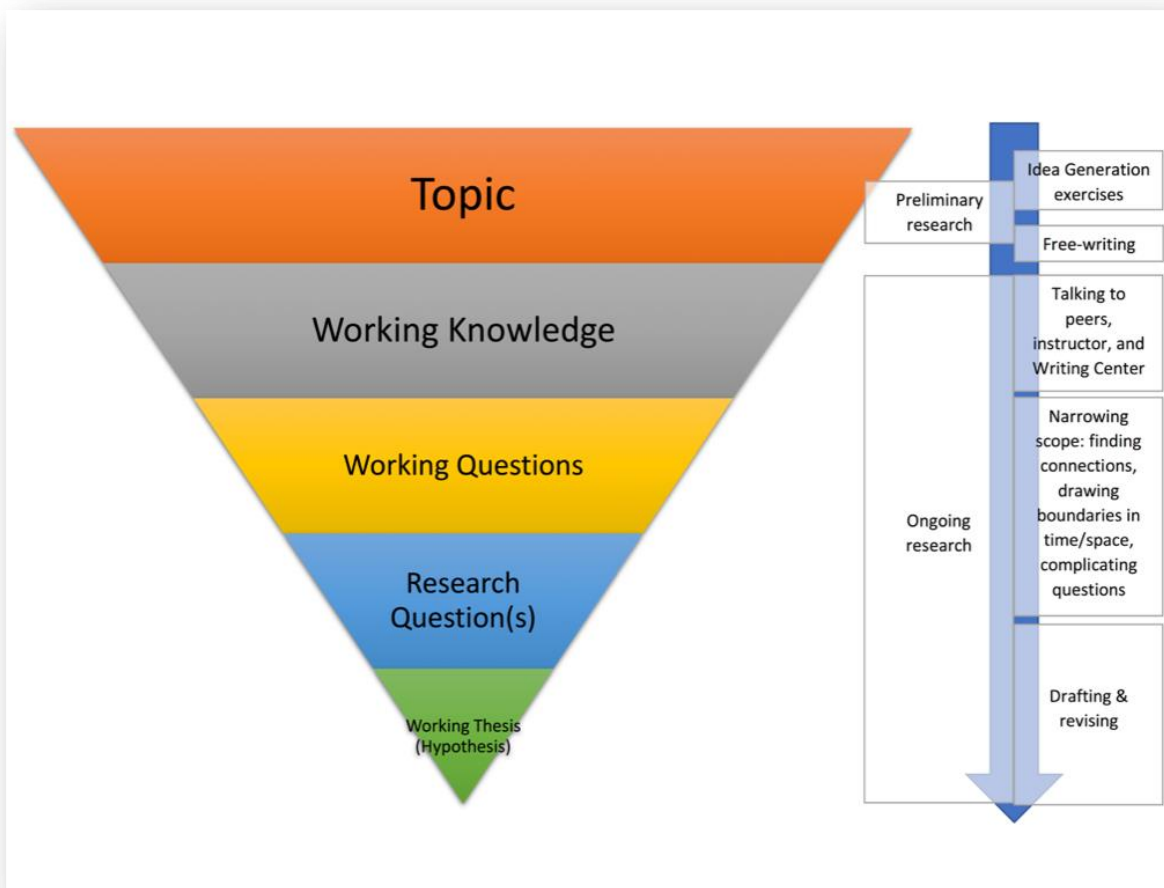 Topic
Working Knowledge
Working Questions
Research
Question(s)
Working Thesis
(Hypothesis)
Preliminary
research
Ongoing
research
Idea Generation
exercises
Free-writing
Talking to
peers,
instructor, and
Writing Center
Narrowing
scope: finding
connections,
drawing
boundaries in
time/space,
complicating
questions
Drafting &
revising